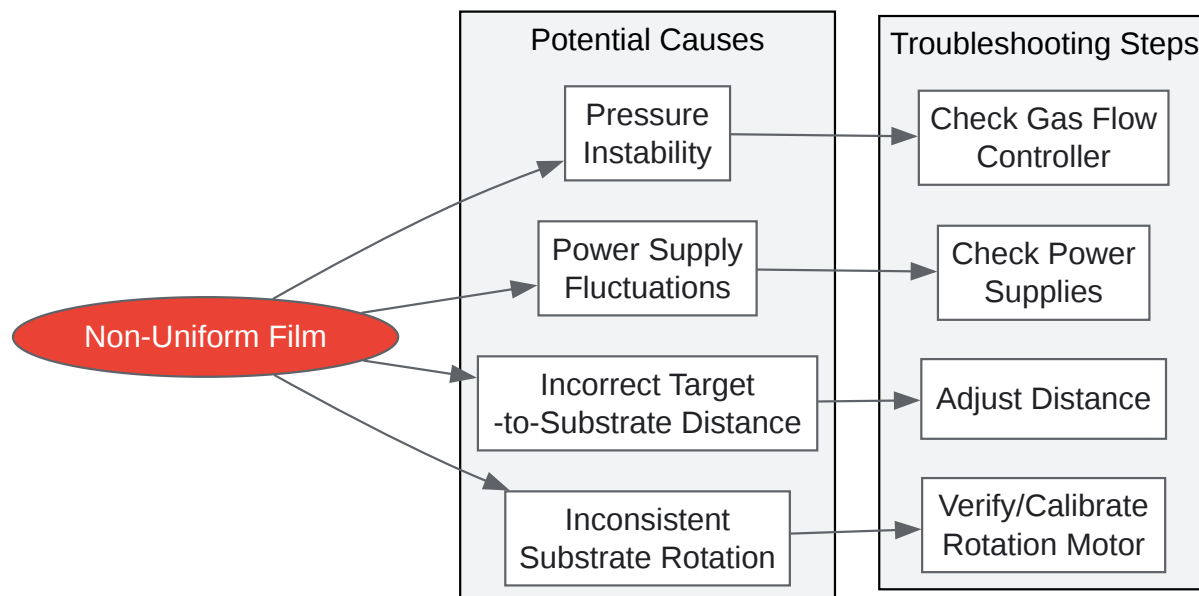 Potential Causes
Troubleshooting Steps
Pressure
Instability
Check Gas Flow
Controller
Power Supply
Fluctuations
Check Power
Supplies
Non-Uniform Film
Incorrect Target
-to-Substrate Distance
Adjust Distance
Inconsistent
Substrate Rotation
Verify/Calibrate
Rotation Motor